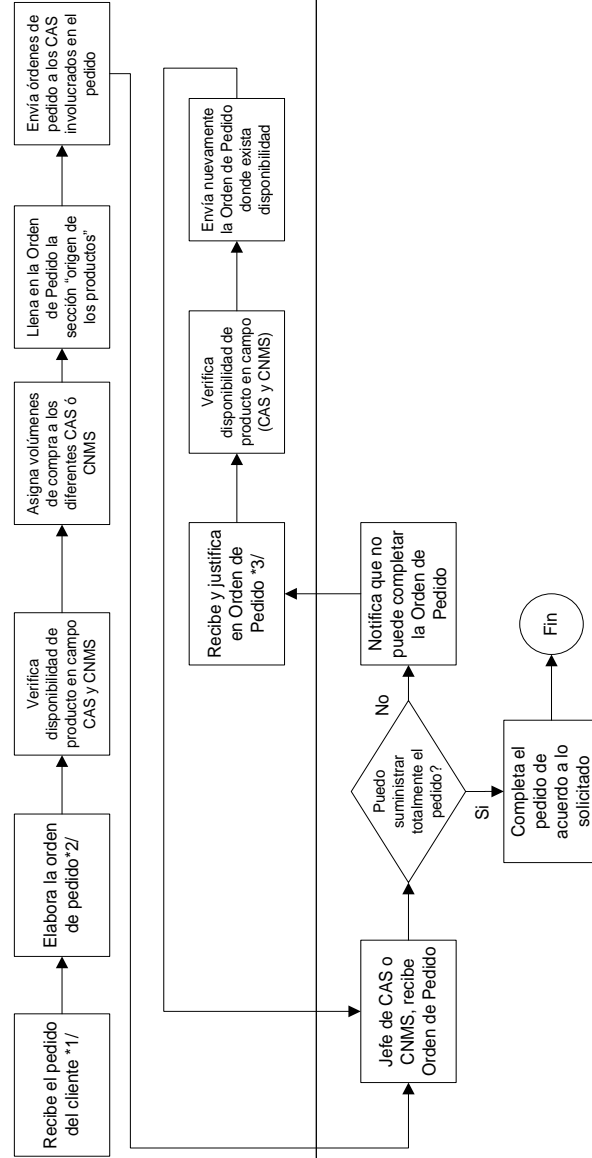 Recibe el pedido
del cliente *1/
Elabora la orden
de pedido*2/
Verifica
disponibilidad de
producto en campo
CAS y CNMS
Asigna volúmenes
de compra a los
diferentes CAS ó
CNMS
Llena en la Orden
de Pedido la
sección “origen de
los productos”
Envía órdenes de
pedido a los CAS
involucrados en el
pedido
Recibe y justifica
en Orden de
Pedido *3/
Verifica
disponibilidad de
producto en campo
(CAS y CNMS)
Envía nuevamente
la Orden de Pedido
donde exista
disponibilidad
Jefe de CAS o
CNMS, recibe
Orden de Pedido
Puedo
suministrar
totalmente el
pedido?
No
Notifica que no
puede completar
la Orden de
Pedido
Si
Completa el
pedido de
acuerdo a lo
solicitado
Fin